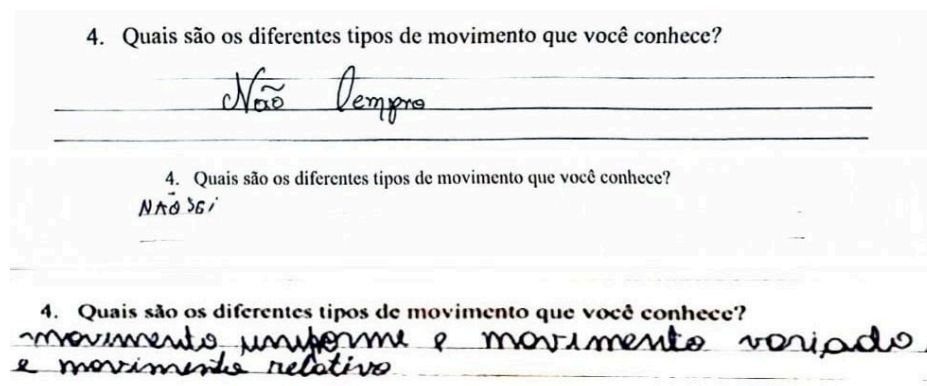 4. Quais são os diferentes tipos de movimento que você conhece?
Não Lempro
4. Quais são os diferentes tipos de movimento que você conhece?
NÃO SEI
4. Quais são os diferentes tipos de movimento que você conhece?
movimento uniforme e movimento variado
e movimento relativo